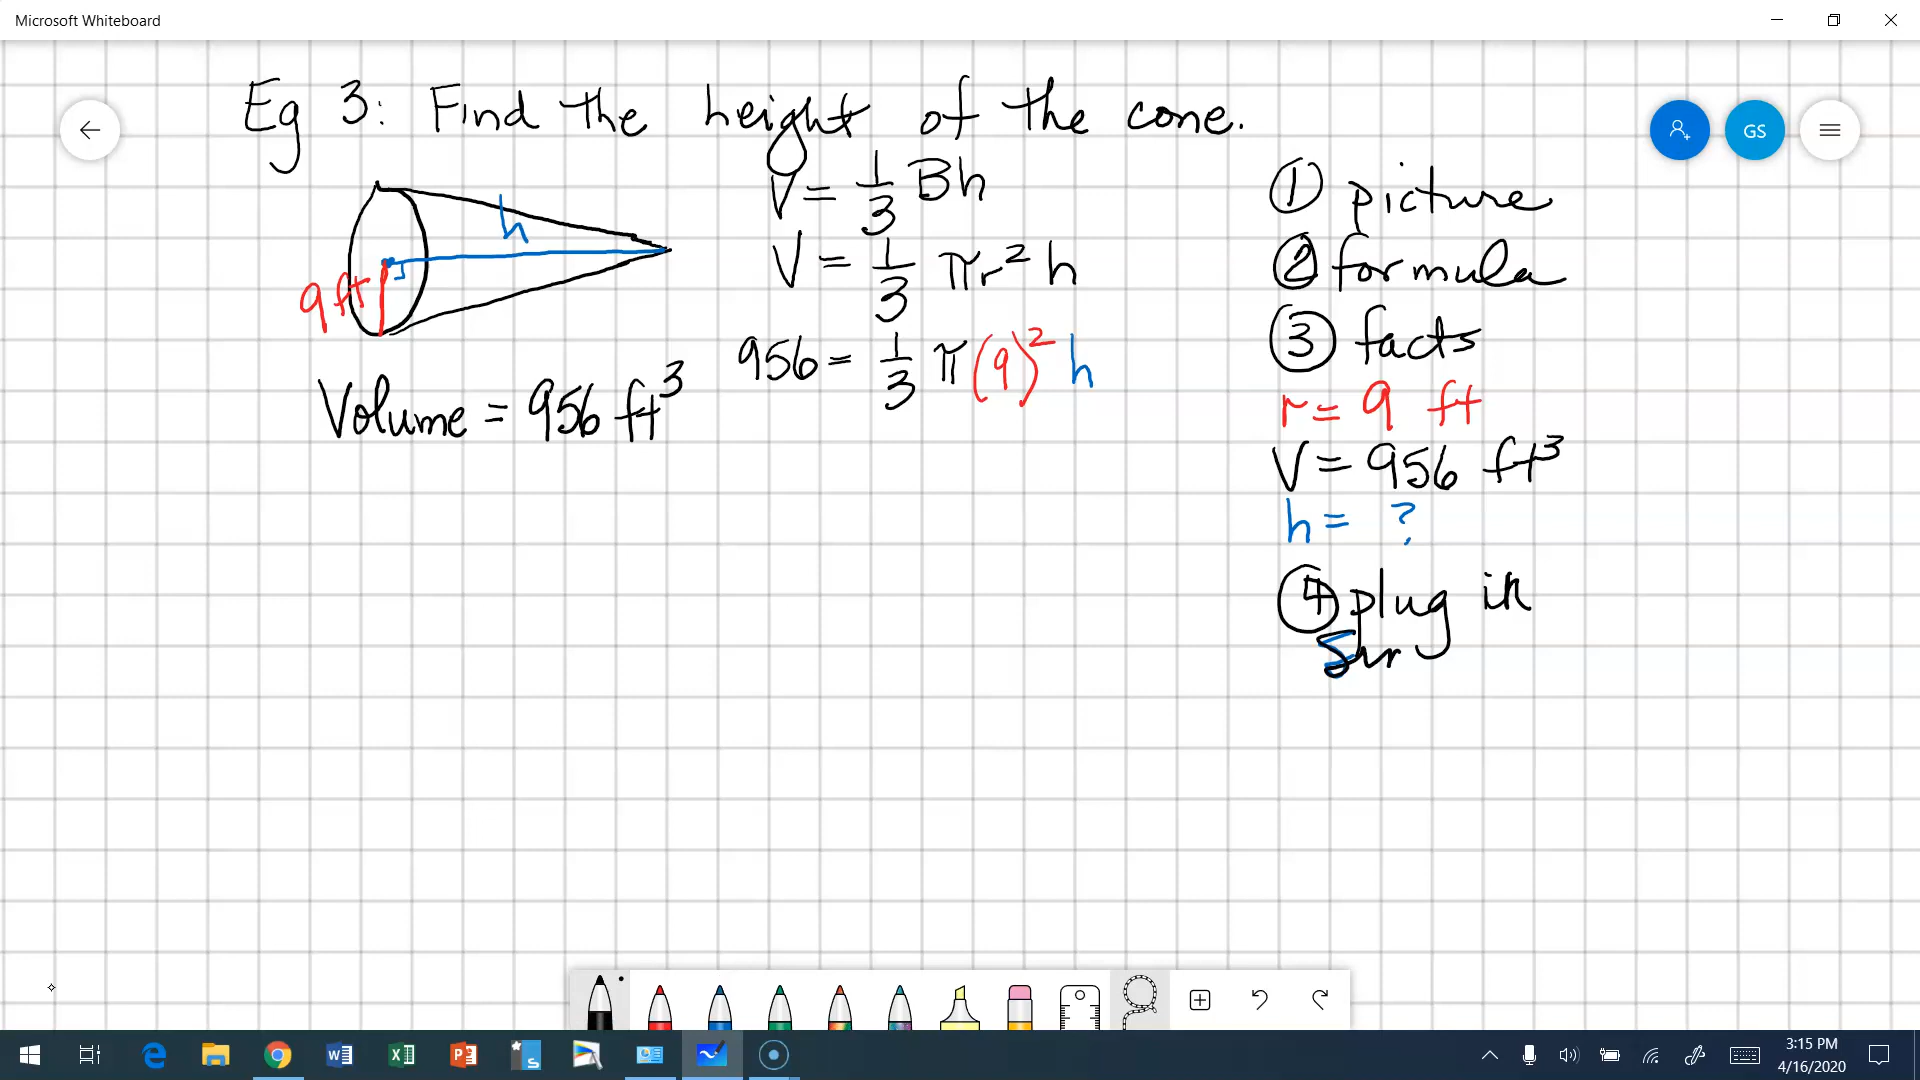 Microsoft Whiteboard
Eg 3: Find the height of the cone.
h
9 ft
Volume = 956 ft³
V = 1/3 Bh
V = 1/3 πr² h
956 = 1/3 π(9)² h
① picture
② formula
③ facts
r = 9 ft
V = 956 ft³
h = ?
④ plug in
GS
3:15 PM
4/16/2020